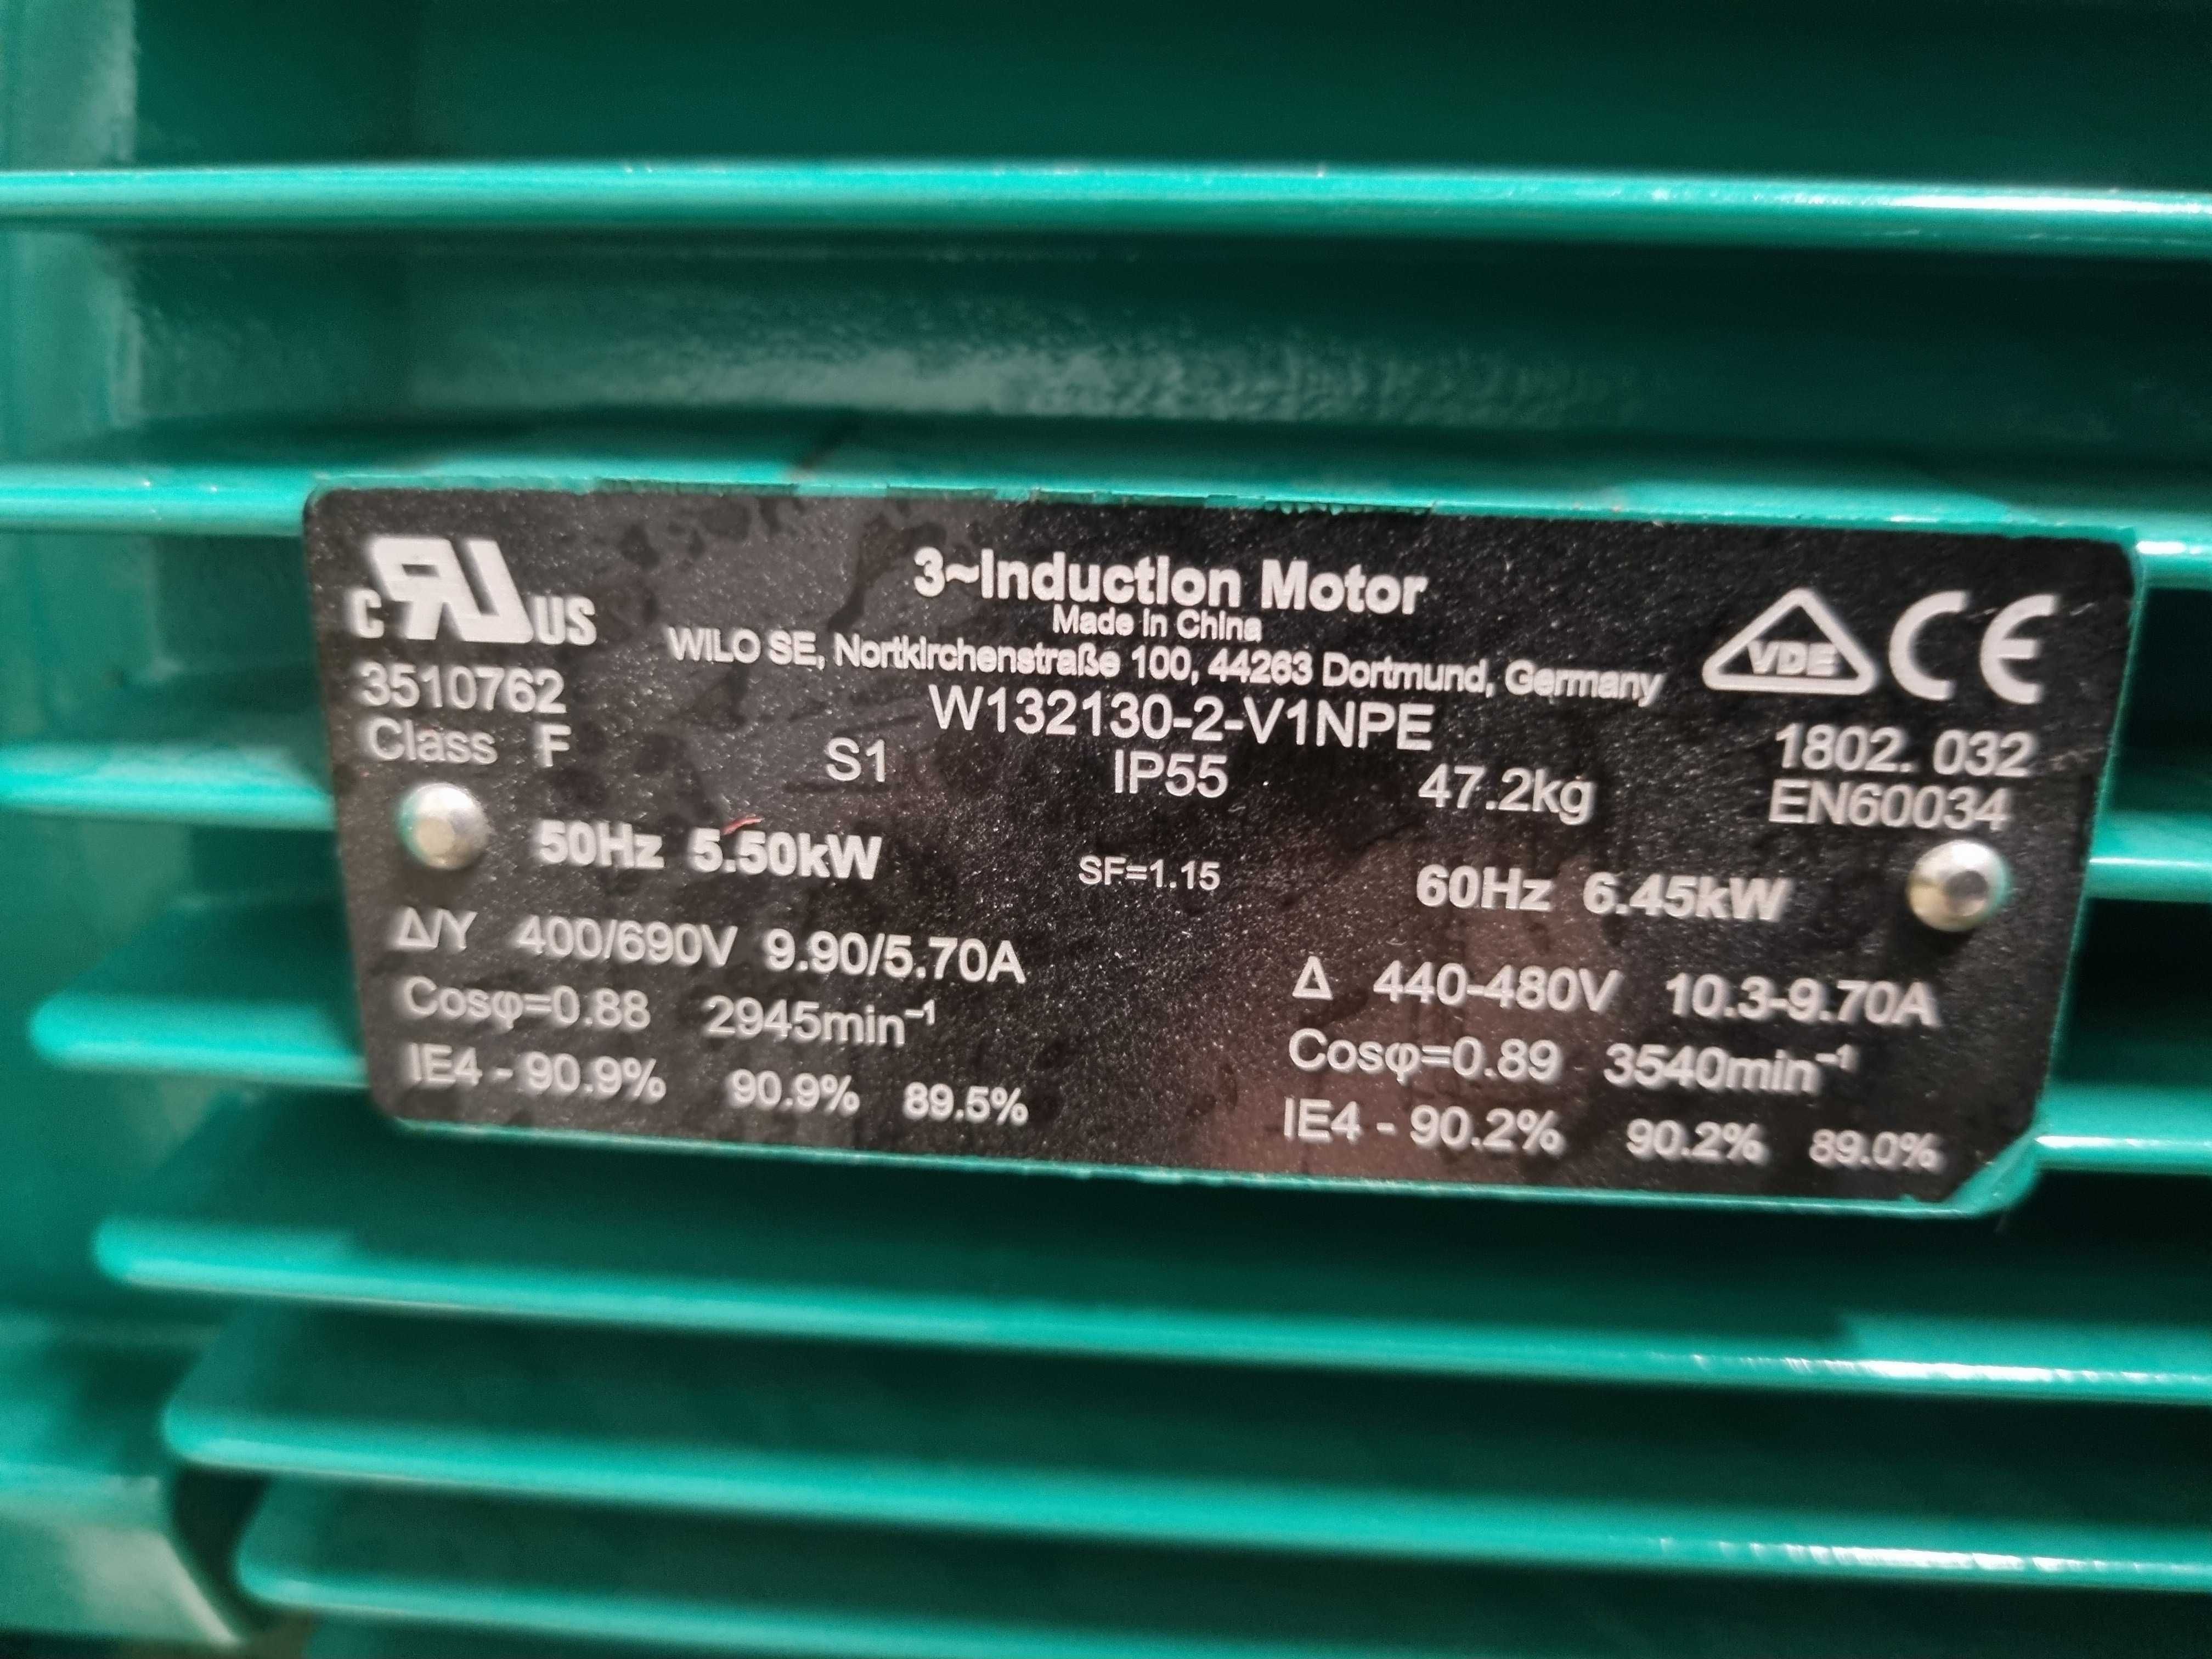 3~Induction Motor
Made in China
WILO SE, Nortkirchenstraße 100, 44263 Dortmund, Germany
c RU US
VDE CE
3510762
W132130-2-V1NPE
1802. 032
Class F S1 IP55 47.2kg EN60034
50Hz 5.50kW SF=1.15 60Hz 6.45kW
Δ/Y 400/690V 9.90/5.70A
Cosφ=0.88 2945min⁻¹
IE4 - 90.9% 90.9% 89.5%
Δ 440-480V 10.3-9.70A
Cosφ=0.89 3540min⁻¹
IE4 - 90.2% 90.2% 89.0%